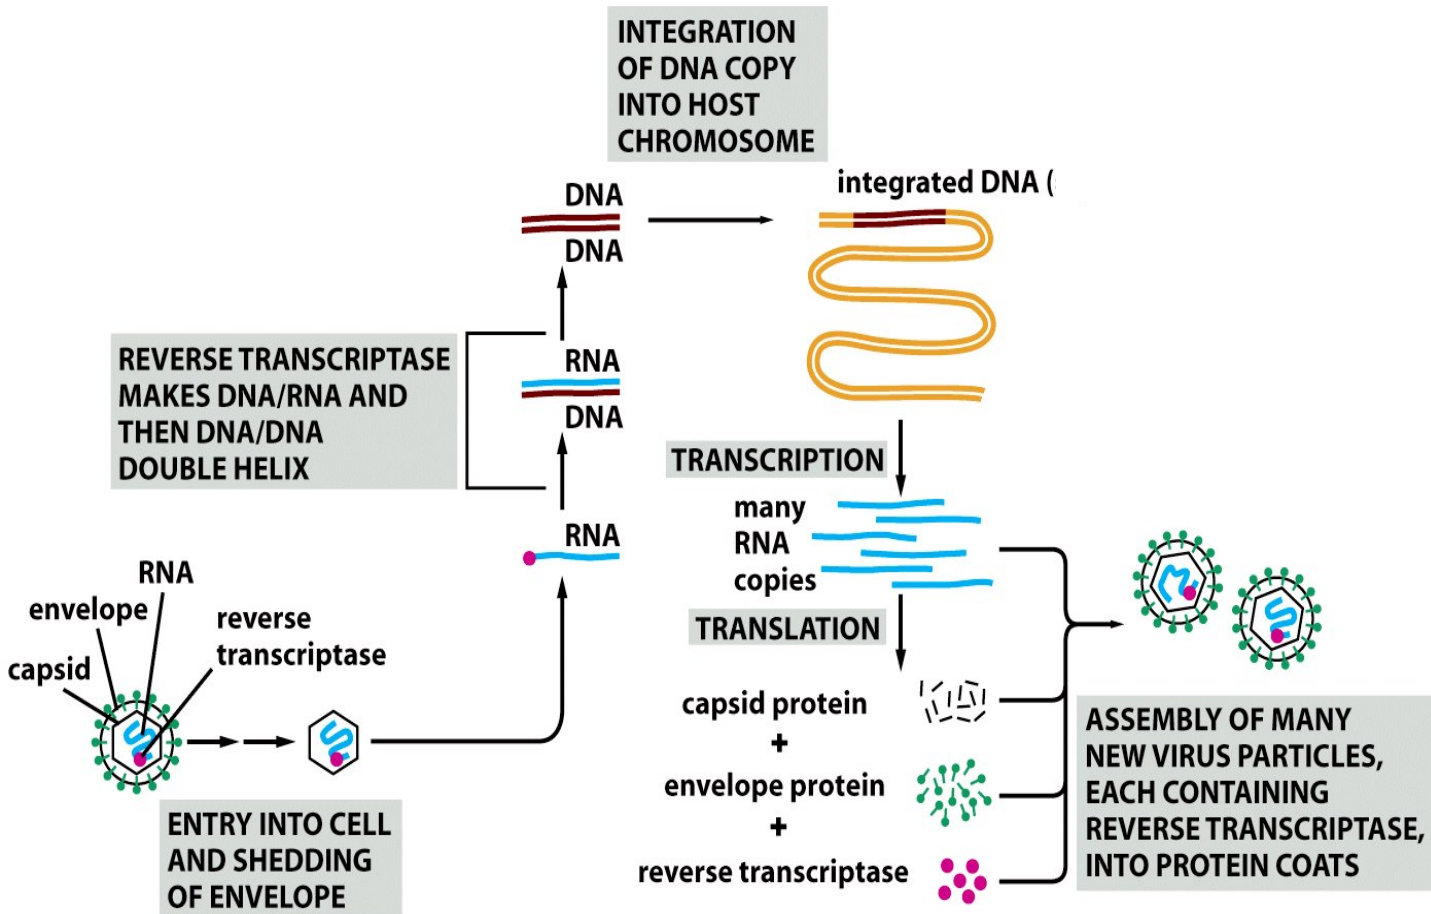 INTEGRATION
OF DNA COPY
INTO HOST
CHROMOSOME
integrated DNA (
DNA
DNA
REVERSE TRANSCRIPTASE
MAKES DNA/RNA AND
THEN DNA/DNA
DOUBLE HELIX
RNA
DNA
RNA
TRANSCRIPTION
many
RNA
copies
TRANSLATION
RNA
envelope
reverse
transcriptase
capsid
ENTRY INTO CELL
AND SHEDDING
OF ENVELOPE
capsid protein
+
envelope protein
+
reverse transcriptase
ASSEMBLY OF MANY
NEW VIRUS PARTICLES,
EACH CONTAINING
REVERSE TRANSCRIPTASE,
INTO PROTEIN COATS